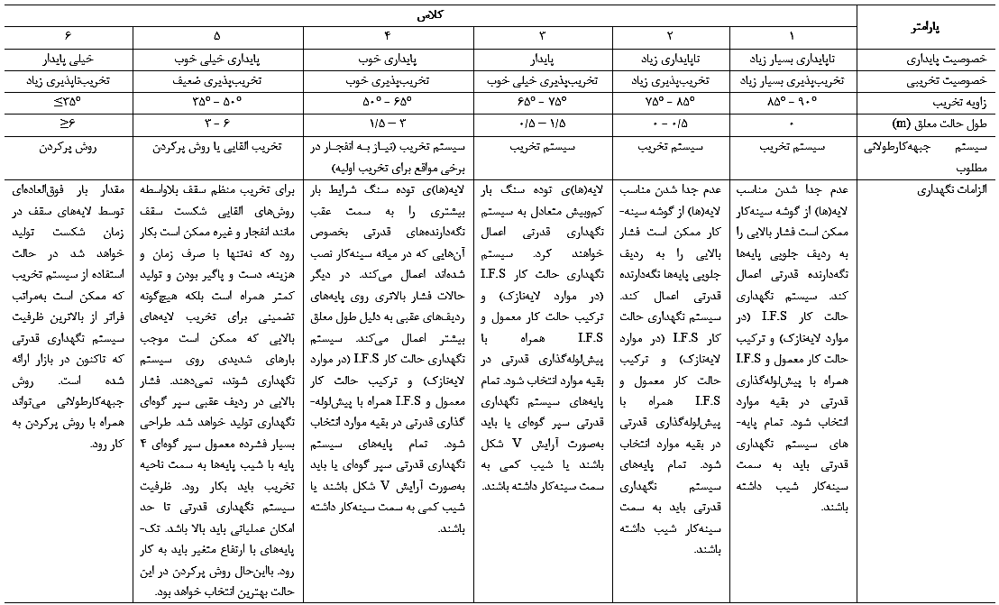 پارامتر
کلاس
۱
۲
۳
۴
۵
۶
خصوصیت پایداری
ناپایداری بسیار زیاد
ناپایداری زیاد
پایدار
پایداری خوب
پایداری خیلی خوب
خیلی پایدار
خصوصیت تخریبی
تخریب‌پذیری بسیار زیاد
تخریب‌پذیری زیاد
تخریب‌پذیری خیلی خوب
تخریب‌پذیری خوب
تخریب‌پذیری ضعیف
تخریب‌ناپذیری زیاد
زاویه تخریب
۸۵° – ۹۰°
۷۵° – ۸۵°
۶۵° – ۷۵°
۵۰° – ۶۵°
۳۵° – ۵۰°
≤۳۵°
طول حالت معلق (m)
۰
۰ – ۰/۵
۰/۵ – ۱/۵
۱/۵ – ۳
۳ – ۶
≥۶
سیستم جبهه‌کارطولانی
مطلوب
سیستم تخریب
سیستم تخریب
سیستم تخریب
سیستم تخریب (نیاز به انفجار در
برخی مواقع برای تخریب اولیه)
تخریب القایی یا روش پرکردن
روش پرکردن
الزامات نگهداری
عدم جدا شدن مناسب
لایه(ها) از گوشه سینه‌کار
ممکن است فشار بالایی را
به ردیف جلویی پایه‌ها
نگه‌دارنده قدرتی اعمال
کند. سیستم نگهداری
حالت کار I.F.S (در
موارد لایه‌نازک) و ترکیب
حالت کار معمول و I.F.S
همراه با پیش‌لوله‌گذاری
قدرتی در بقیه موارد
انتخاب شود. تمام پایه-
های سیستم نگهداری
قدرتی باید به سمت
سینه‌کار شیب داشته
باشند.
عدم جدا شدن مناسب
لایه(ها) از گوشه سینه-
کار ممکن است فشار
بالایی را به ردیف
جلویی پایه‌ها نگه‌دارنده
قدرتی اعمال کند.
سیستم نگهداری حالت
کار I.F.S (در موارد
لایه‌نازک) و ترکیب
حالت کار معمول و
I.F.S همراه با
پیش‌لوله‌گذاری قدرتی
در بقیه موارد انتخاب
شود. تمام پایه‌های
سیستم نگهداری
قدرتی باید به سمت
سینه‌کار شیب داشته
باشند.
لایه(ها)ی توده سنگ بار
کم‌وبیش متعادل به سیستم
نگهداری قدرتی اعمال
خواهند کرد. سیستم
نگهداری حالت کار I.F.S
(در موارد لایه‌نازک) و
ترکیب حالت کار معمول و
I.F.S همراه با
پیش‌لوله‌گذاری قدرتی در
بقیه موارد انتخاب شود. تمام
پایه‌های سیستم نگهداری
قدرتی سپر گوه‌ای یا باید
به‌صورت آرایش V شکل
باشند یا شیب کمی به
سمت سینه‌کار داشته باشند.
لایه(ها)ی توده سنگ شرایط بار
بیشتری را به سمت عقب
نگه‌دارنده‌های قدرتی بخصوص
آن‌هایی که در میانه سینه‌کار نصب
شده‌اند اعمال می‌کند. در دیگر
حالات فشار بالاتری روی پایه‌های
ردیف‌های عقبی به دلیل طول معلق
بیشتر اعمال می‌کند. سیستم
نگهداری حالت کار I.F.S (در موارد
لایه‌نازک) و ترکیب حالت کار
معمول و I.F.S همراه با پیش‌لوله-
گذاری قدرتی در بقیه موارد انتخاب
شود. تمام پایه‌های سیستم
نگهداری قدرتی سپر گوه‌ای یا باید
به‌صورت آرایش V شکل باشند یا
شیب کمی به سمت سینه‌کار داشته
باشند.
برای تخریب منظم سقف بلاواسطه
روش‌های القایی شکست سقف
مانند انفجار و غیره ممکن است بکار
رود که نه‌تنها با صرف زمان و
هزینه، دست و پاگیر بودن و تولید
کمتر همراه است بلکه هیچ‌گونه
تضمینی برای تخریب لایه‌های
بالایی که ممکن است موجب
بارهای شدیدی روی سیستم
نگهداری شوند، نمی‌دهند. فشار
بالایی در ردیف عقبی سپر گوه‌ای
نگهداری تولید خواهد شد. طراحی
بسیار فشرده معمول سپر گوه‌ای ۴
پایه با شیب پایه‌ها به سمت ناحیه
تخریب باید بکار رود. ظرفیت
سیستم نگهداری قدرتی تا حد
امکان عملیاتی باید بالا باشد. تک-
پایه‌های با ارتفاع متغیر باید به کار
رود. بااین‌حال روش پرکردن در این
حالت بهترین انتخاب خواهد بود.
مقدار بار فوق‌العاده‌ای
توسط لایه‌های سقف در
زمان شکست تولید
خواهد شد در حالت
استفاده از سیستم تخریب
که ممکن است به‌مراتب
فراتر از بالاترین ظرفیت
سیستم نگهداری قدرتی
که تاکنون در بازار ارائه
شده است. روش
جبهه‌کارطولانی می‌تواند
همراه با روش پرکردن به
کار رود.